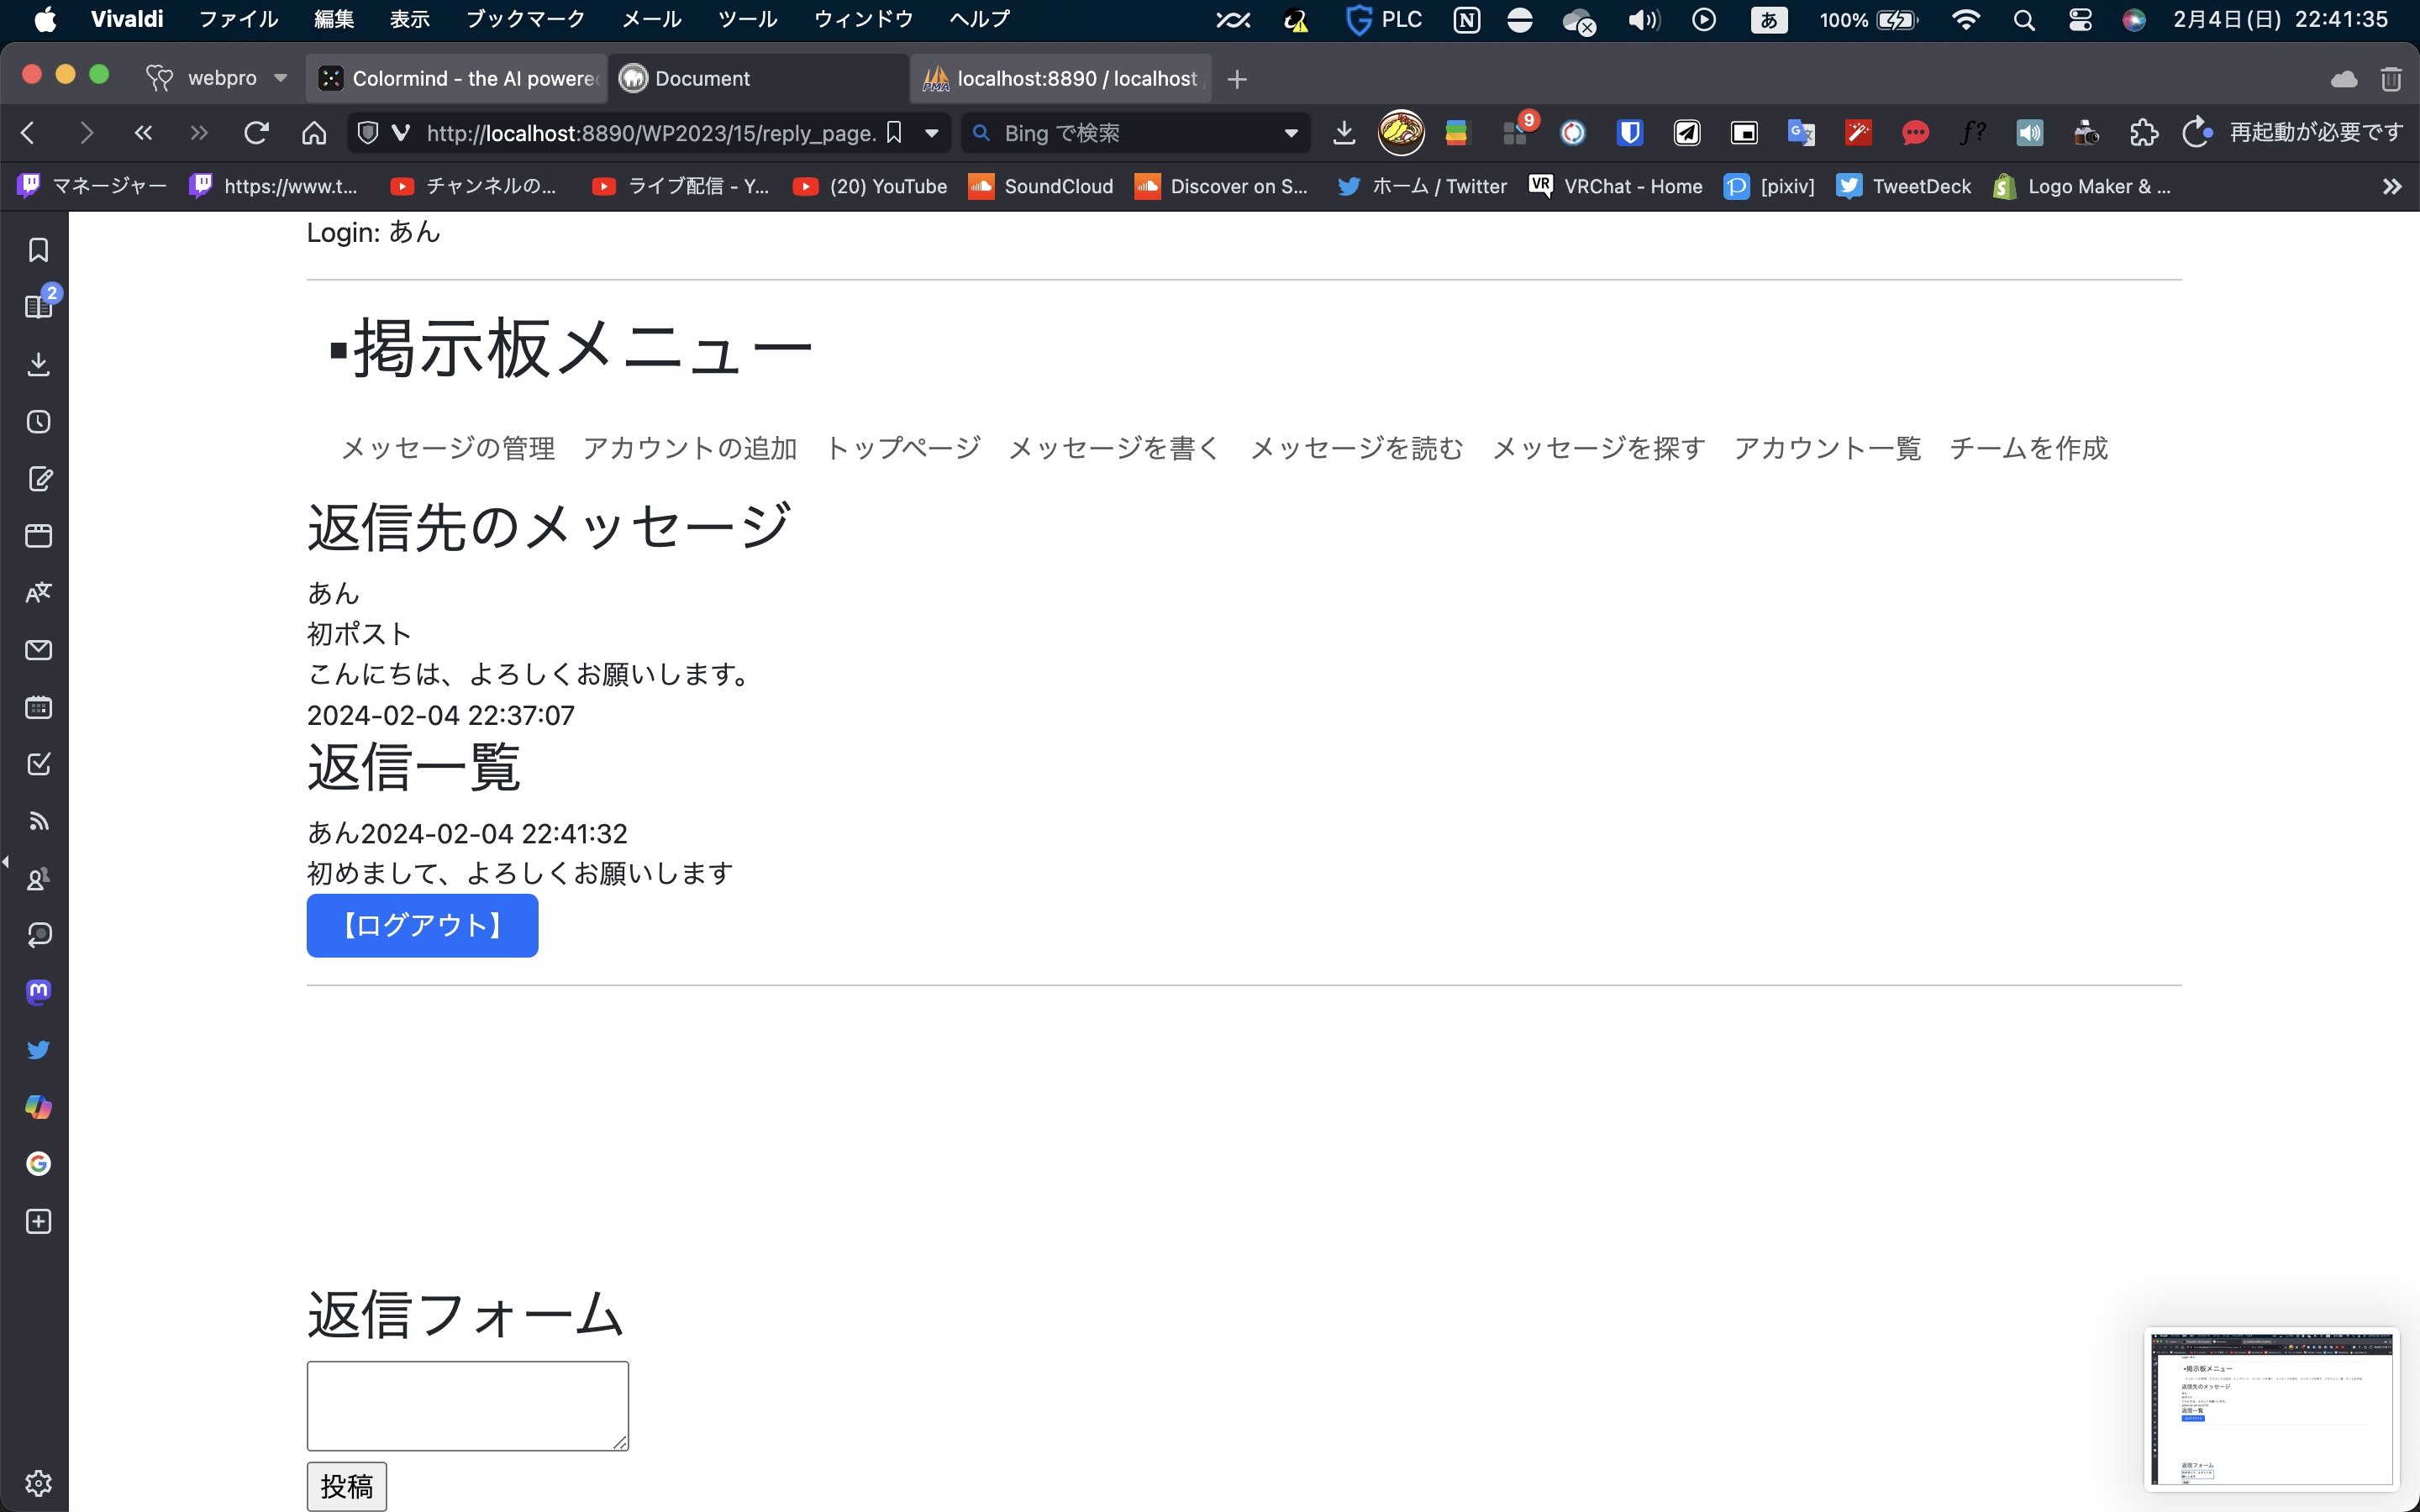 Vivaldi ファイル 編集 表示 ブックマーク メール ツール ウィンドウ ヘルプ PLC あ 100% 2月4日(日) 22:41:35
webpro Colormind - the AI powered Document localhost:8890 / localhost
http://localhost:8890/WP2023/15/reply_page. Bing で検索 9 再起動が必要です
マネージャー https://www.t... チャンネルの... ライブ配信 - Y... (20) YouTube SoundCloud Discover on S... ホーム / Twitter VRChat - Home [pixiv] TweetDeck Logo Maker & ...
2
Login: あん
▪掲示板メニュー
メッセージの管理 アカウントの追加 トップページ メッセージを書く メッセージを読む メッセージを探す アカウント一覧 チームを作成
返信先のメッセージ
あん
初ポスト
こんにちは、よろしくお願いします。
2024-02-04 22:37:07
返信一覧
あん2024-02-04 22:41:32
初めまして、よろしくお願いします
【ログアウト】
返信フォーム
投稿